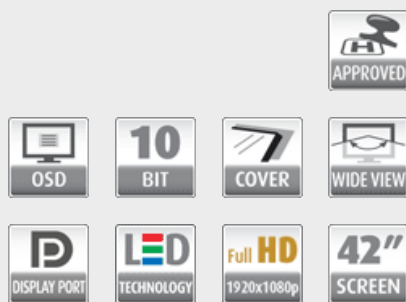 APPROVED
OSD
10
BIT
COVER
WIDE VIEW
DISPLAY PORT
LED
TECHNOLOGY
Full HD
1920x1080p
42"
SCREEN